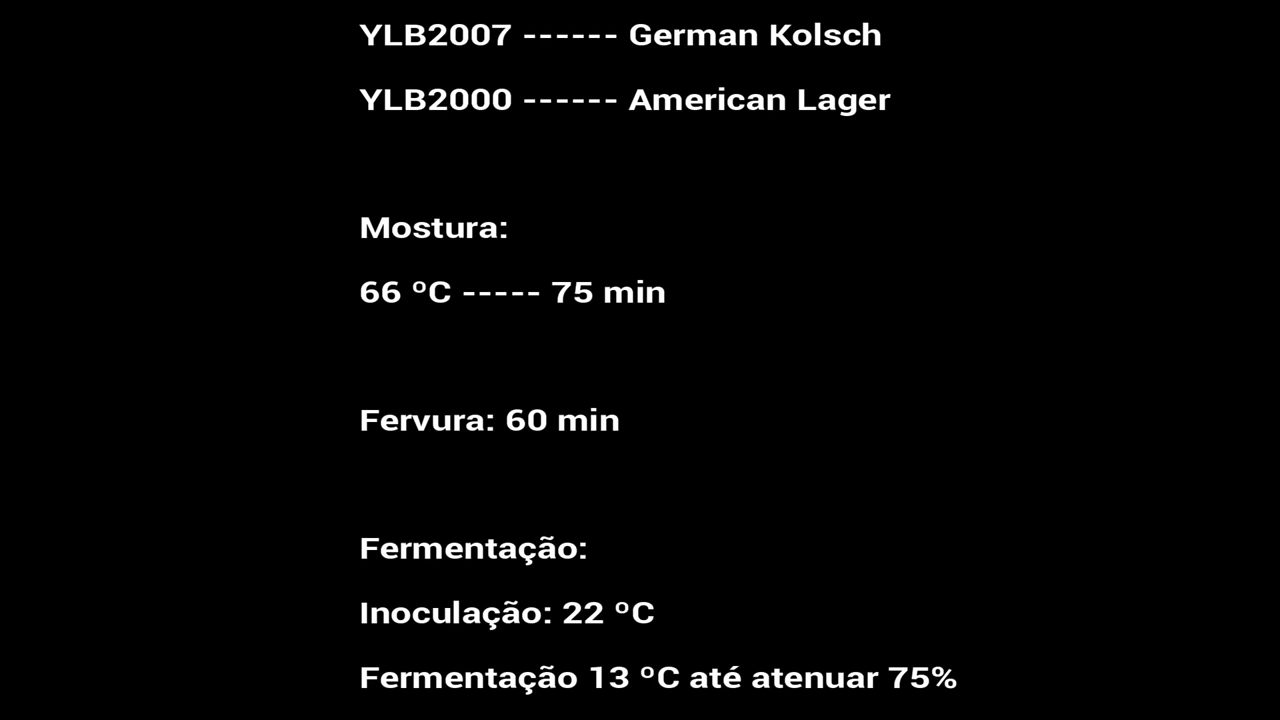 YLB2007 ------ German Kolsch
YLB2000 ------ American Lager
Mostura:
66 ºC ----- 75 min
Fervura: 60 min
Fermentação:
Inoculação: 22 ºC
Fermentação 13 ºC até atenuar 75%